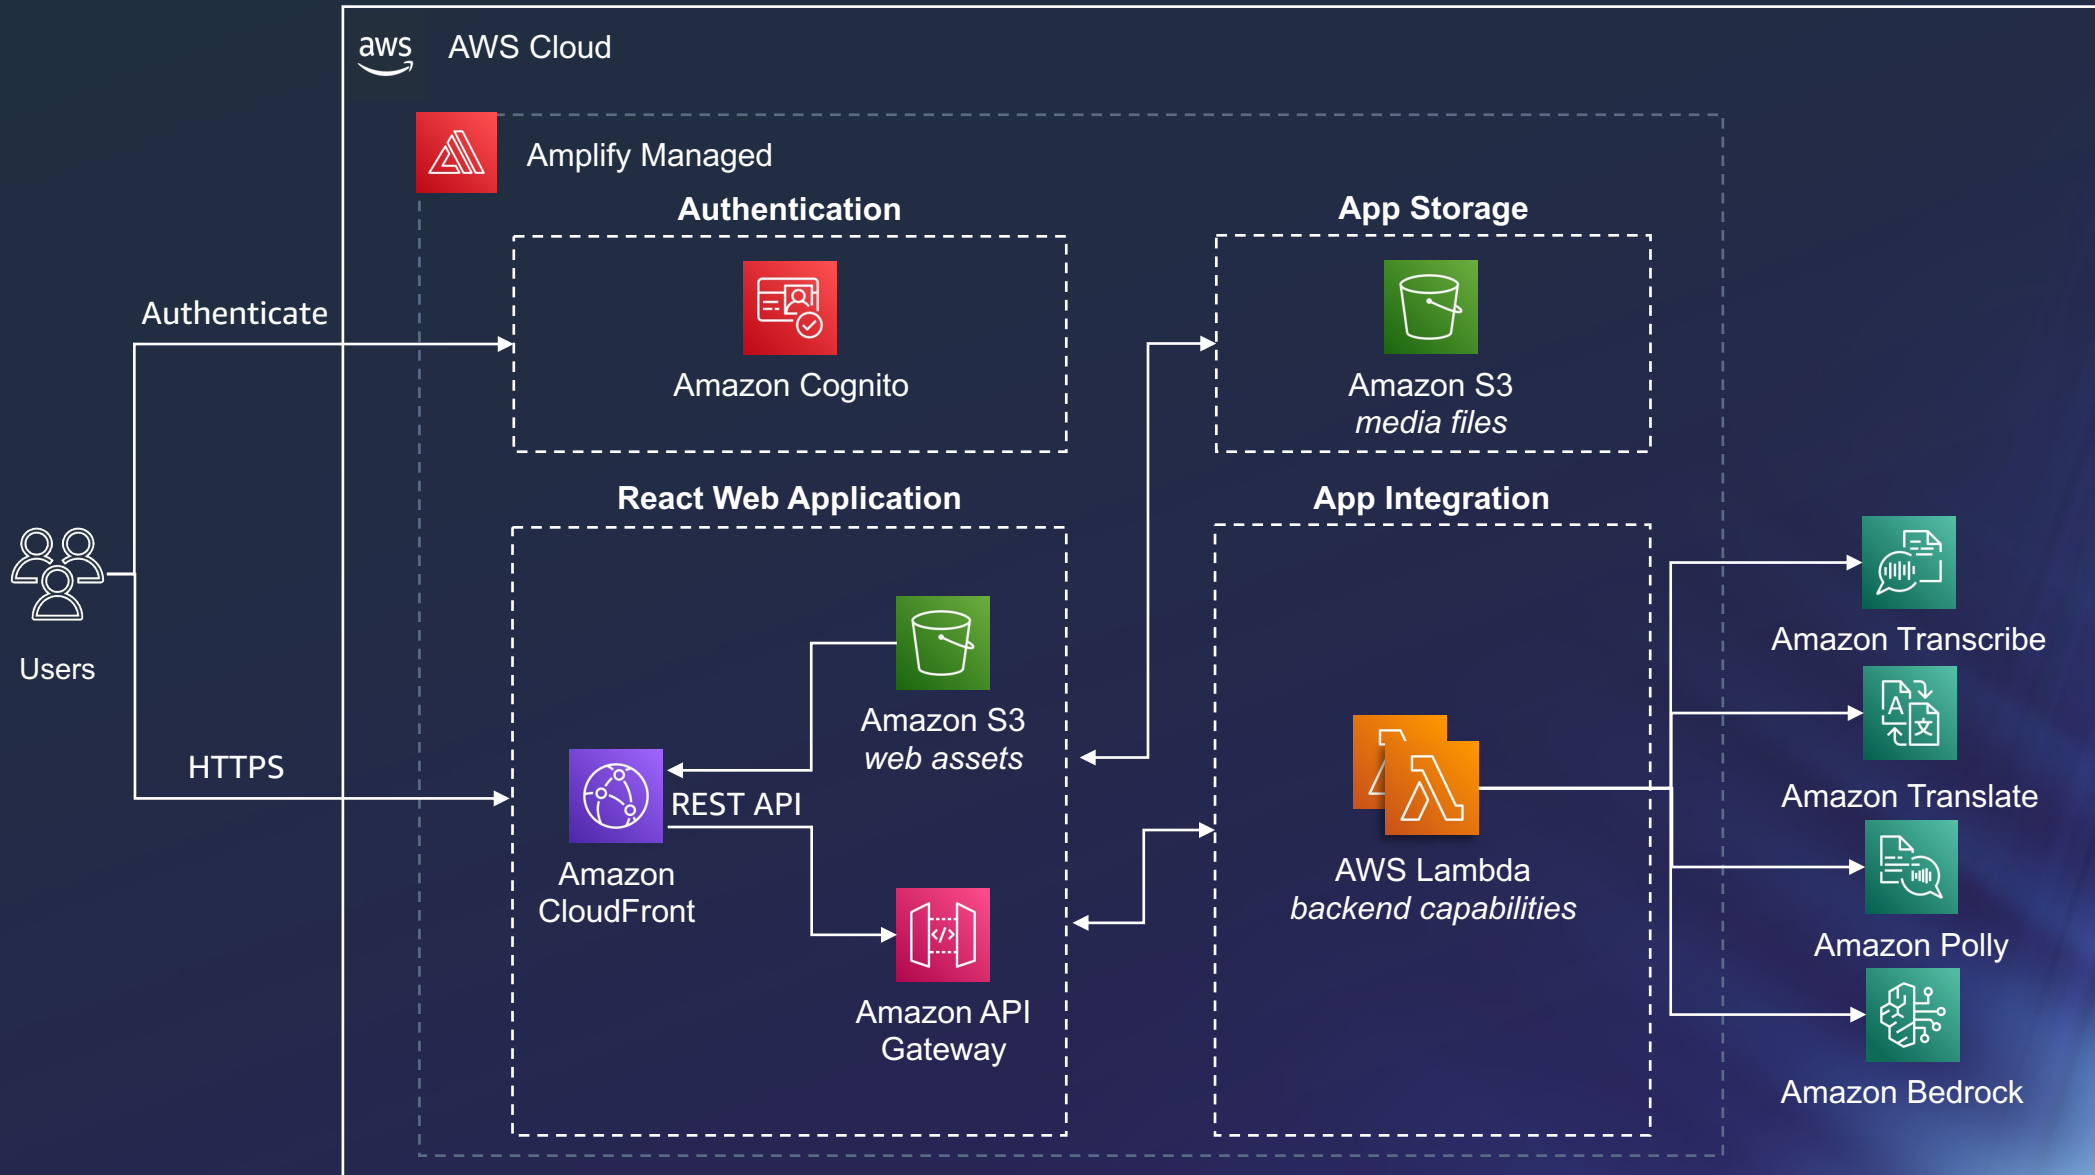 aws
AWS Cloud
Amplify Managed
Authentication
Amazon Cognito
App Storage
Amazon S3
media files
Authenticate
Users
HTTPS
React Web Application
Amazon S3
web assets
REST API
Amazon
CloudFront
Amazon API
Gateway
App Integration
AWS Lambda
backend capabilities
Amazon Transcribe
A
文
Amazon Translate
Amazon Polly
Amazon Bedrock